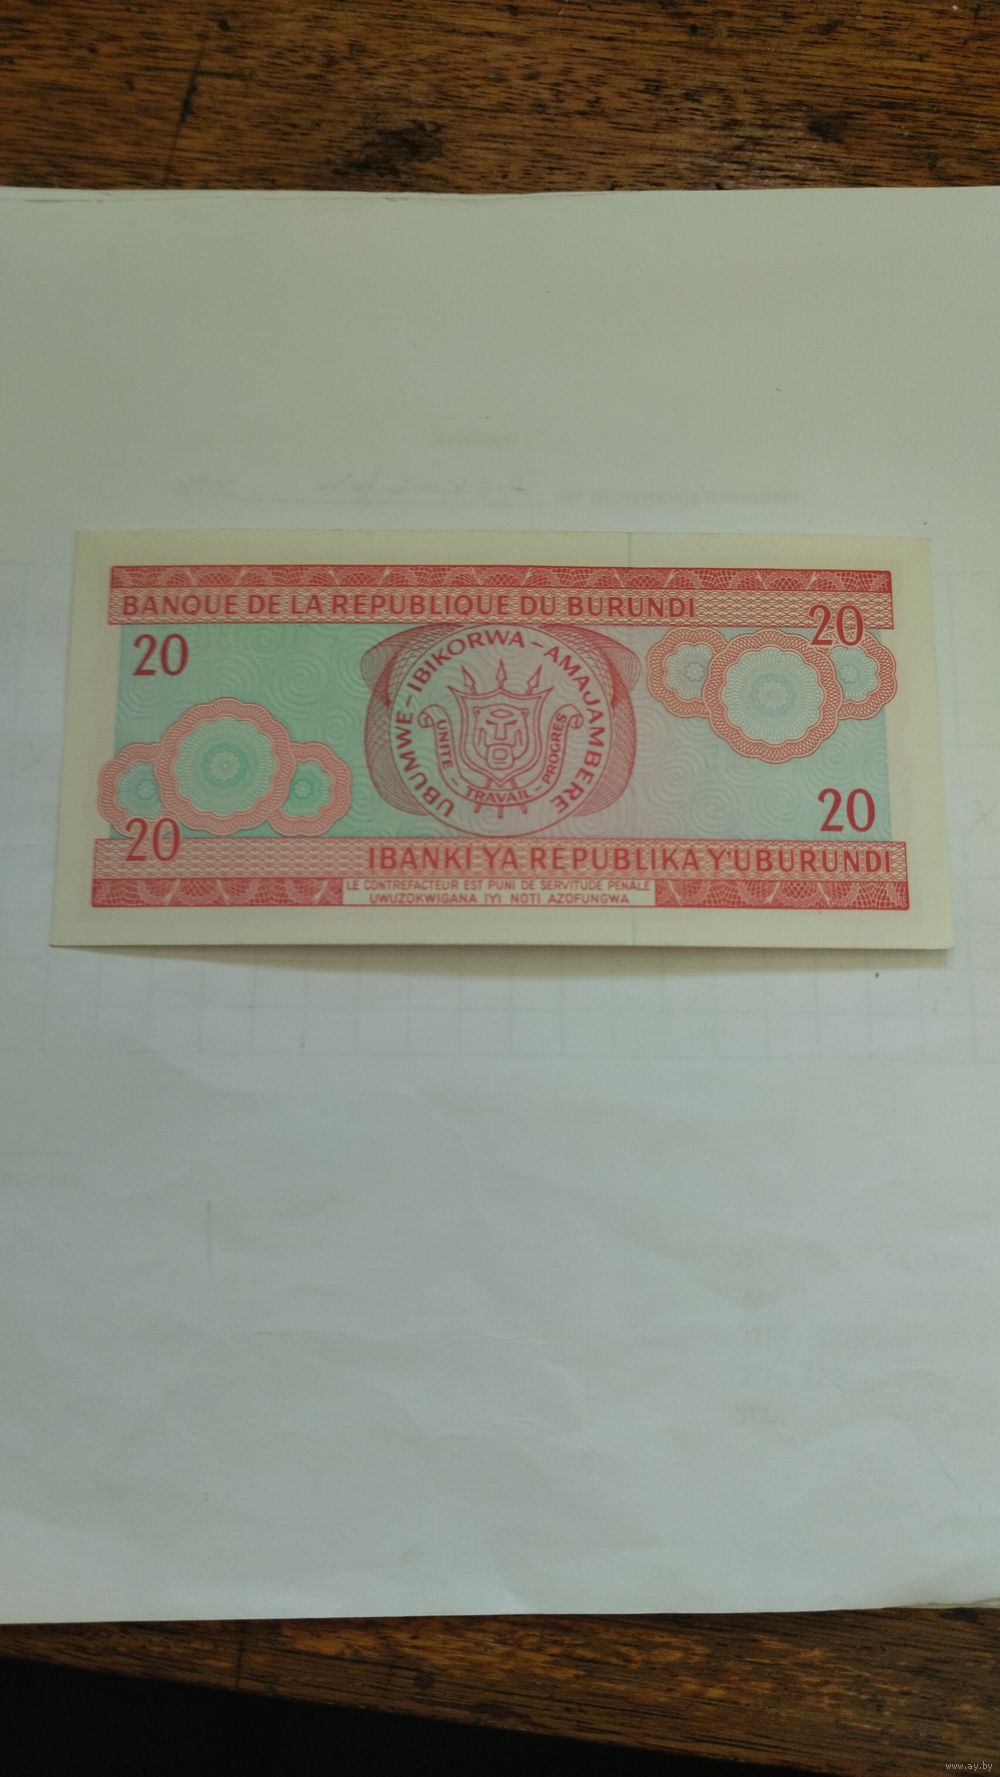 BANQUE DE LA REPUBLIQUE DU BURUNDI
20
20
UBUMWE-IBIKORWA-AMAJAMBERE
UNITE - TRAVAIL - PROGRES
20
20
IBANKI YA REPUBLIKA Y'UBURUNDI
LE CONTREFACTEUR EST PUNI DE SERVITUDE PENALE
UWUZOKWIGANA IYI NOTI AZOFUNGWA
www.ay.by